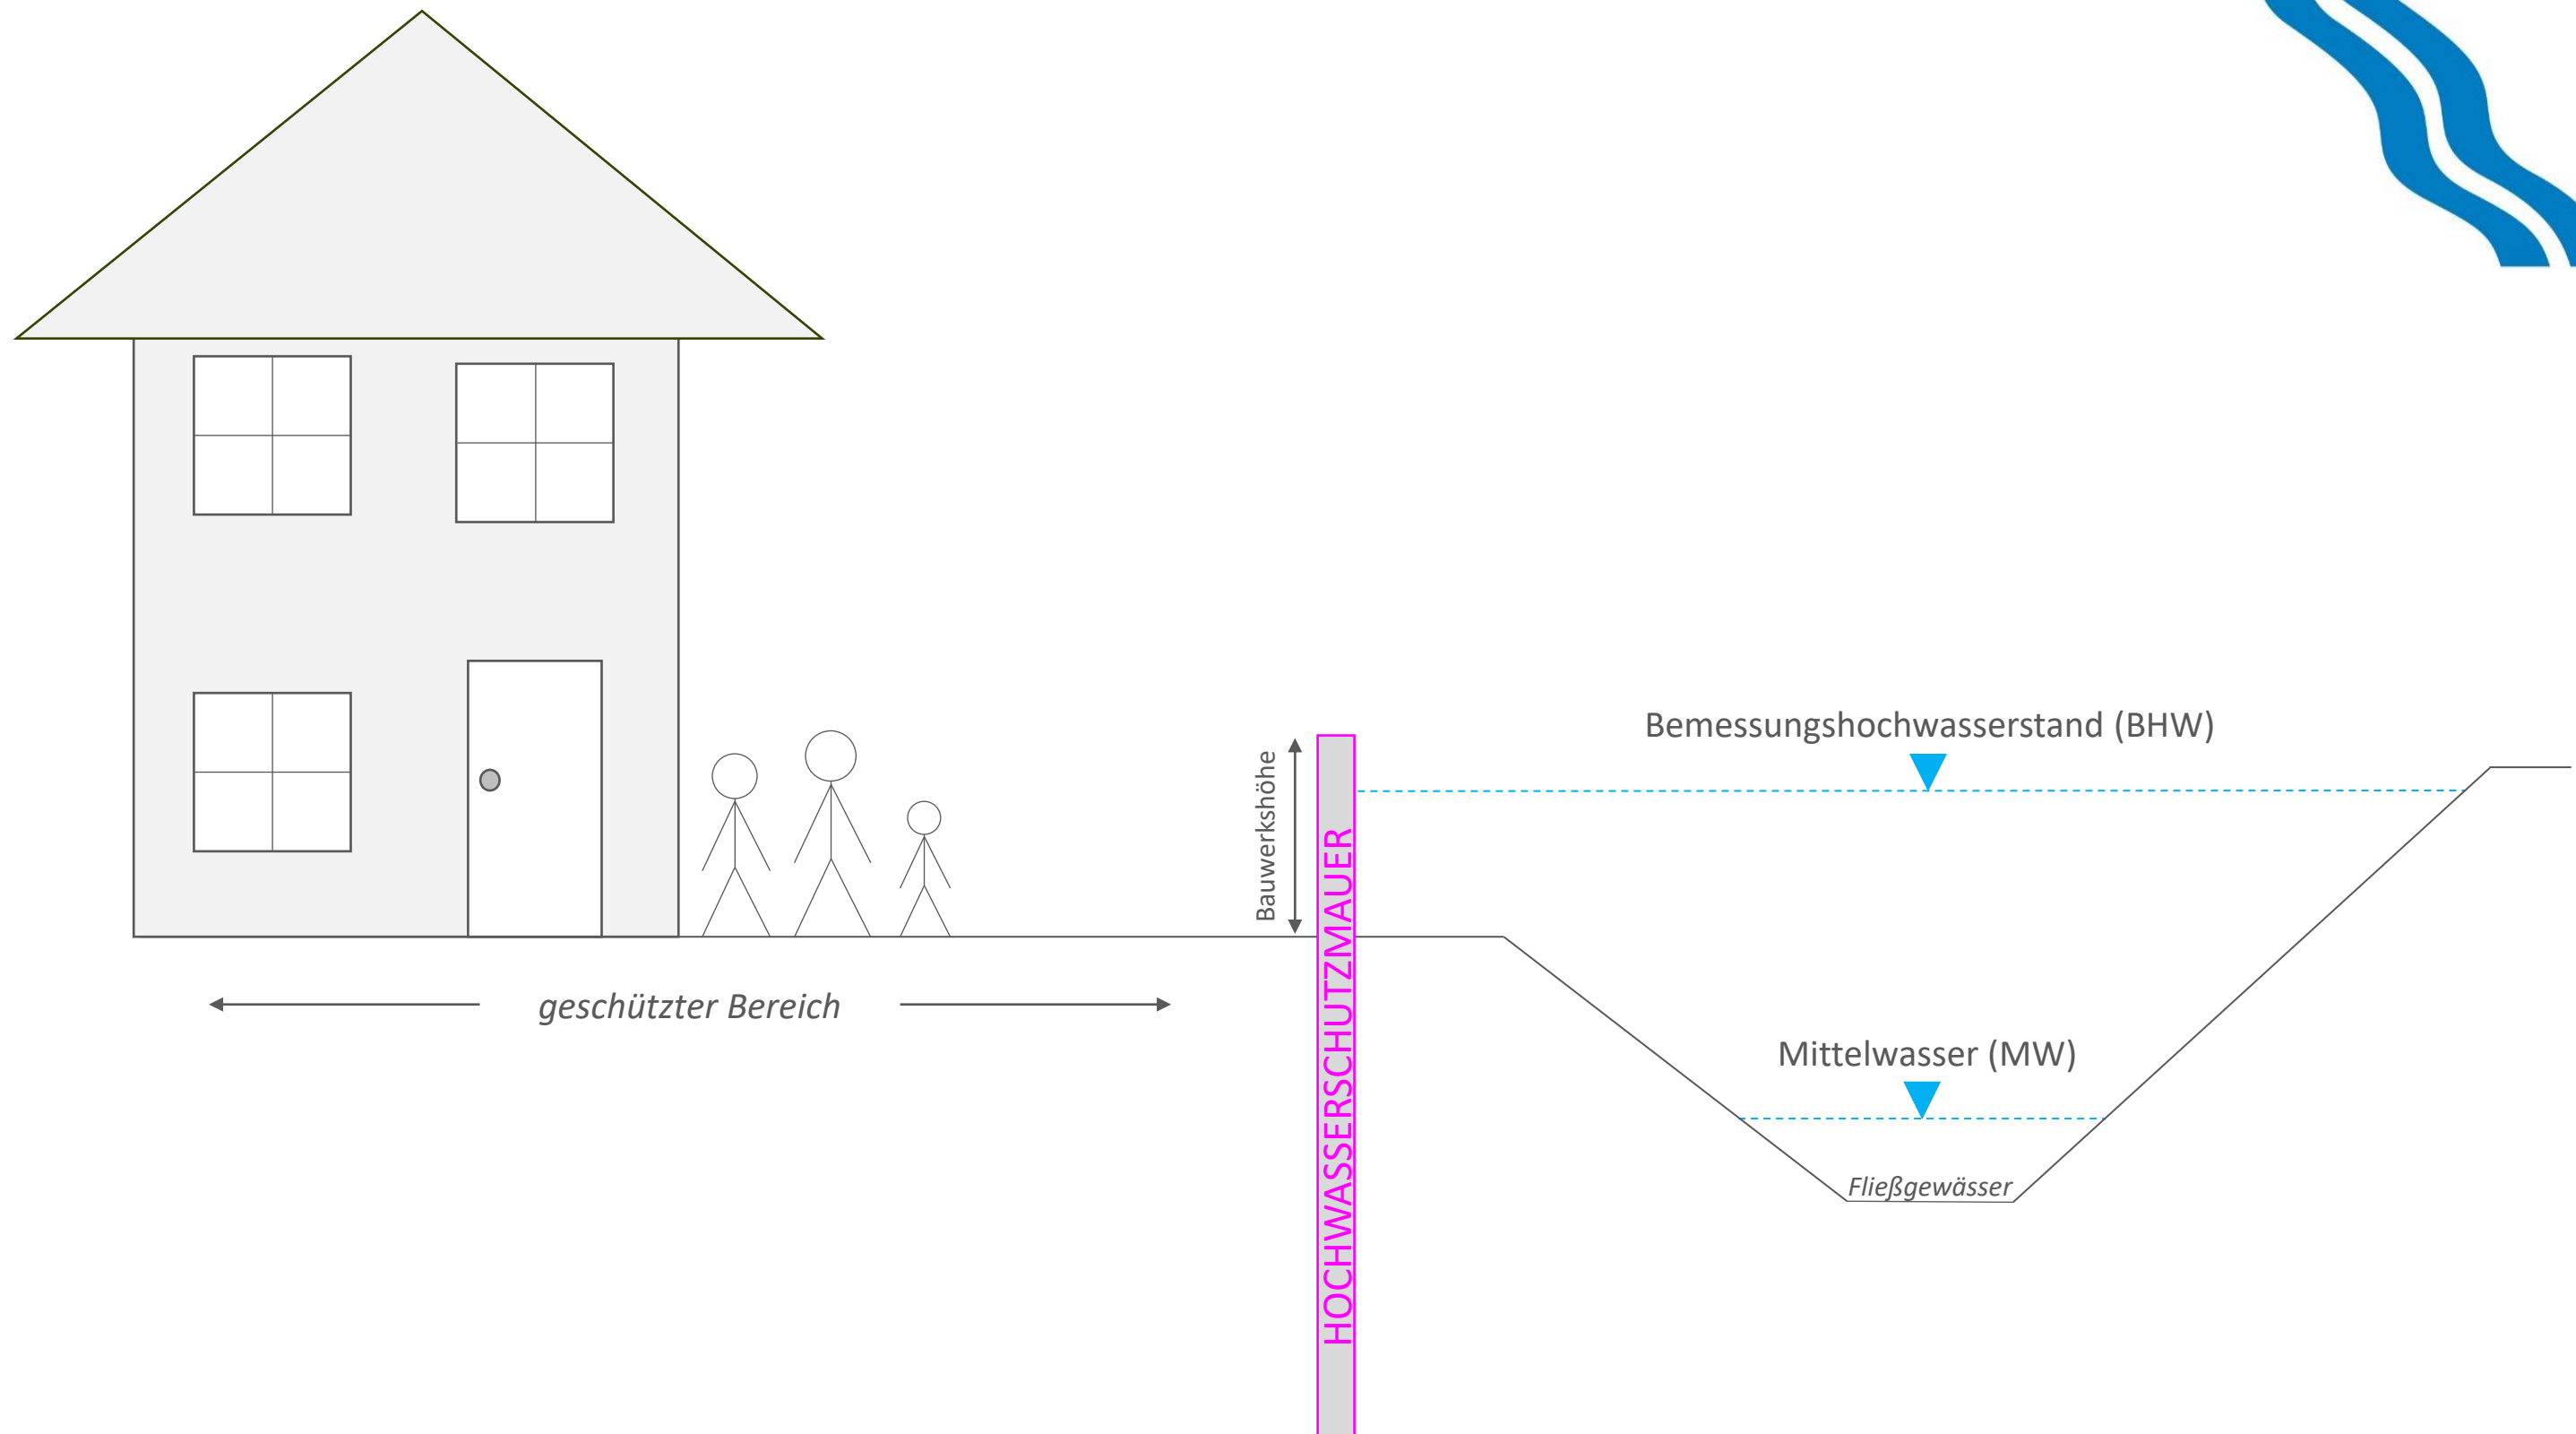 Bemessungshochwasserstand (BHW)
Bauwerkshöhe
HOCHWASSERSCHUTZMAUER
geschützter Bereich
Mittelwasser (MW)
Fließgewässer